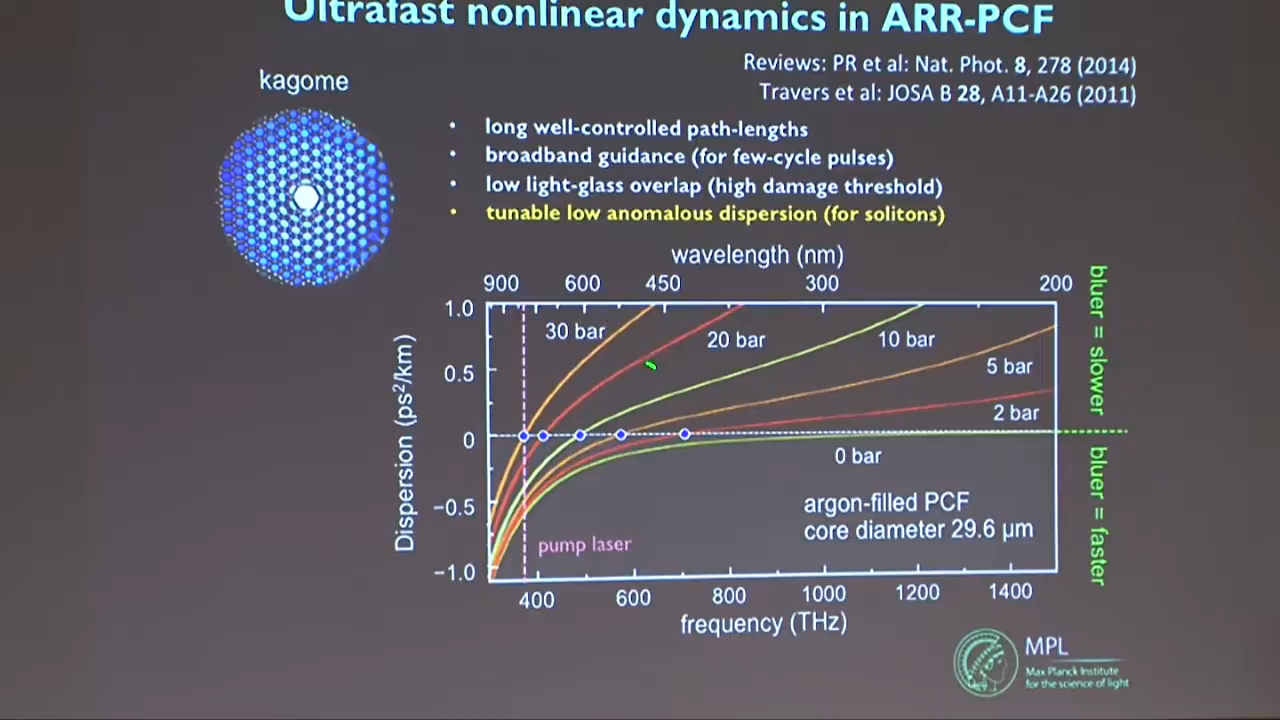 Ultrafast nonlinear dynamics in ARR-PCF
Reviews: PR et al: Nat. Phot. 8, 278 (2014)
Travers et al: JOSA B 28, A11-A26 (2011)
kagome
• long well-controlled path-lengths
• broadband guidance (for few-cycle pulses)
• low light-glass overlap (high damage threshold)
• tunable low anomalous dispersion (for solitons)
wavelength (nm)
900 600 450 300 200
1.0
0.5
0
−0.5
−1.0
Dispersion (ps²/km)
30 bar
20 bar
10 bar
5 bar
2 bar
0 bar
argon-filled PCF
core diameter 29.6 µm
pump laser
400 600 800 1000 1200 1400
frequency (THz)
bluer = slower
bluer = faster
MPL
Max Planck Institute
for the science of light